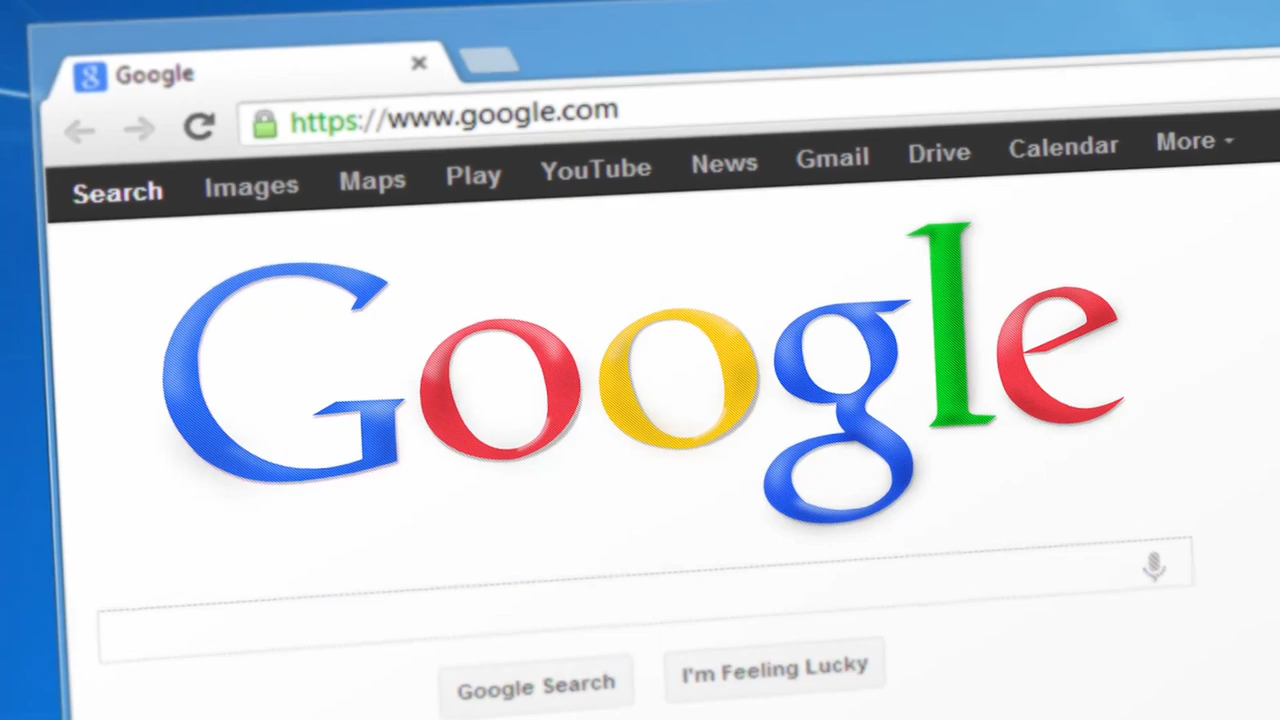 Google
https://www.google.com
Search Images Maps Play YouTube News Gmail Drive Calendar More
Google
Google Search I'm Feeling Lucky